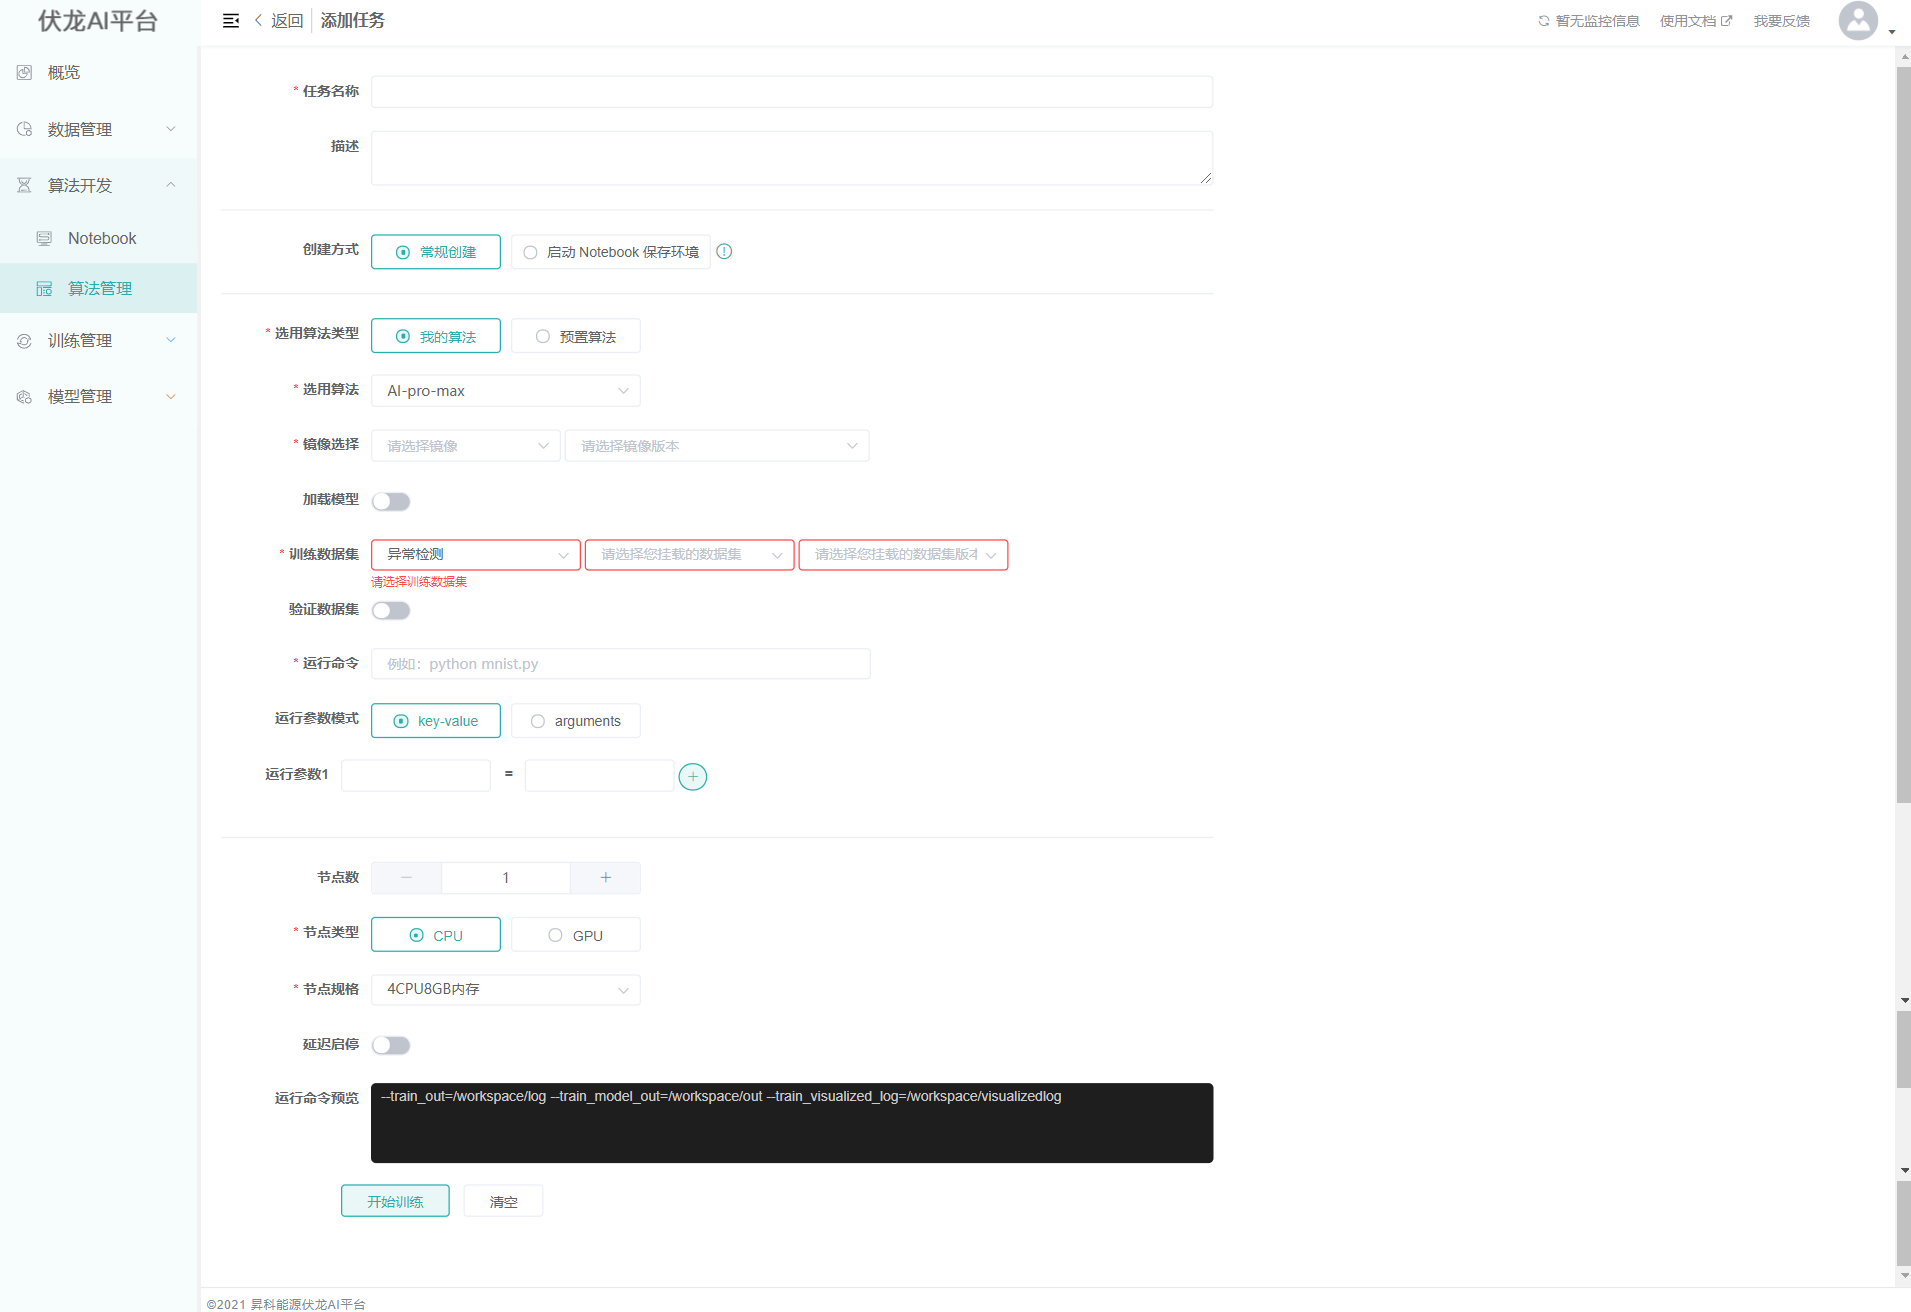 伏龙AI平台
返回 添加任务
暂无监控信息 使用文档 我要反馈
概览
数据管理
算法开发
Notebook
算法管理
训练管理
模型管理
* 任务名称
描述
创建方式 常规创建 启动 Notebook 保存环境
* 选用算法类型 我的算法 预置算法
* 选用算法 AI-pro-max
* 镜像选择 请选择镜像 请选择镜像版本
加载模型
* 训练数据集 异常检测 请选择您挂载的数据集 请选择您挂载的数据集版本
请选择训练数据集
验证数据集
* 运行命令 例如：python mnist.py
运行参数模式 key-value arguments
运行参数1 =
节点数 1
* 节点类型 CPU GPU
* 节点规格 4CPU8GB内存
延迟启停
运行命令预览 --train_out=/workspace/log --train_model_out=/workspace/out --train_visualized_log=/workspace/visualizedlog
开始训练 清空
©2021 昇科能源伏龙AI平台